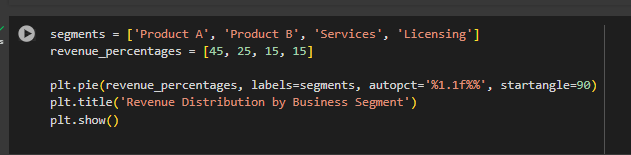 segments = ['Product A', 'Product B', 'Services', 'Licensing']
revenue_percentages = [45, 25, 15, 15]
plt.pie(revenue_percentages, labels=segments, autopct='%1.1f%%', startangle=90)
plt.title('Revenue Distribution by Business Segment')
plt.show()